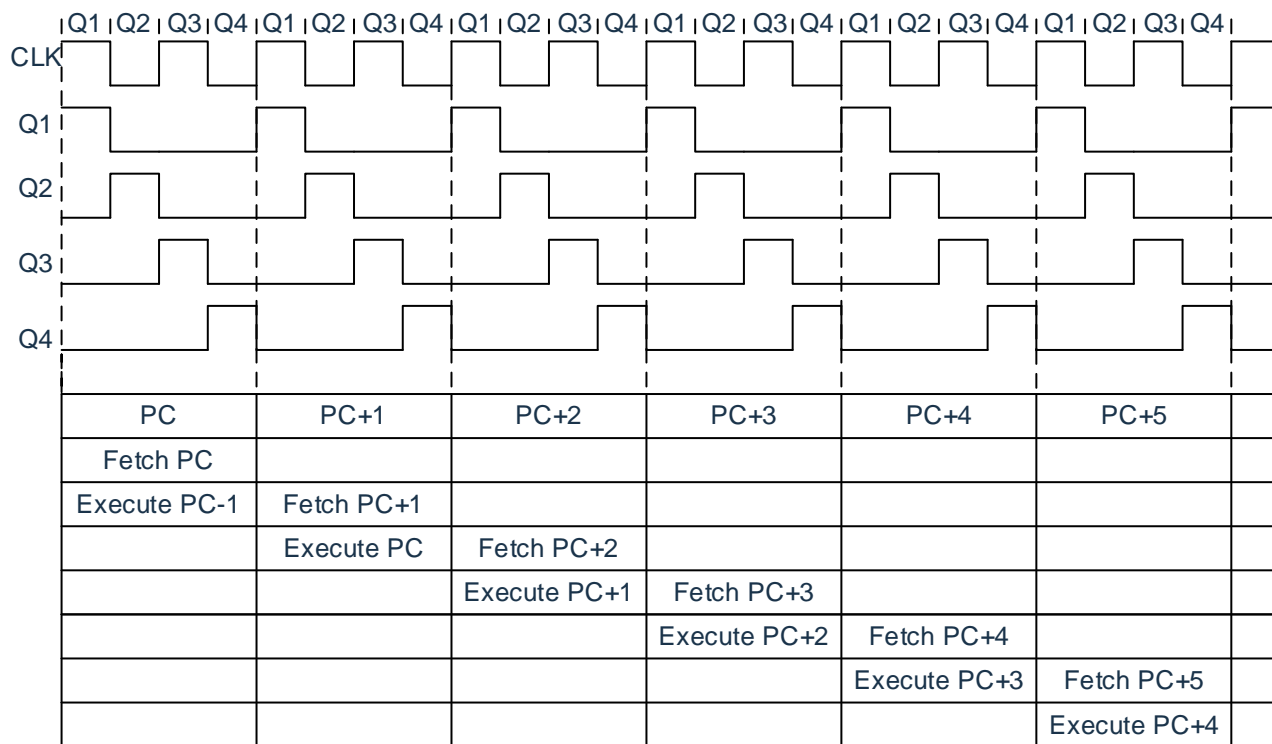 Q1 Q2 Q3 Q4 Q1 Q2 Q3 Q4 Q1 Q2 Q3 Q4 Q1 Q2 Q3 Q4 Q1 Q2 Q3 Q4 Q1 Q2 Q3 Q4
CLK
Q1
Q2
Q3
Q4
PC PC+1 PC+2 PC+3 PC+4 PC+5
Fetch PC
Execute PC-1 Fetch PC+1
Execute PC Fetch PC+2
Execute PC+1 Fetch PC+3
Execute PC+2 Fetch PC+4
Execute PC+3 Fetch PC+5
Execute PC+4